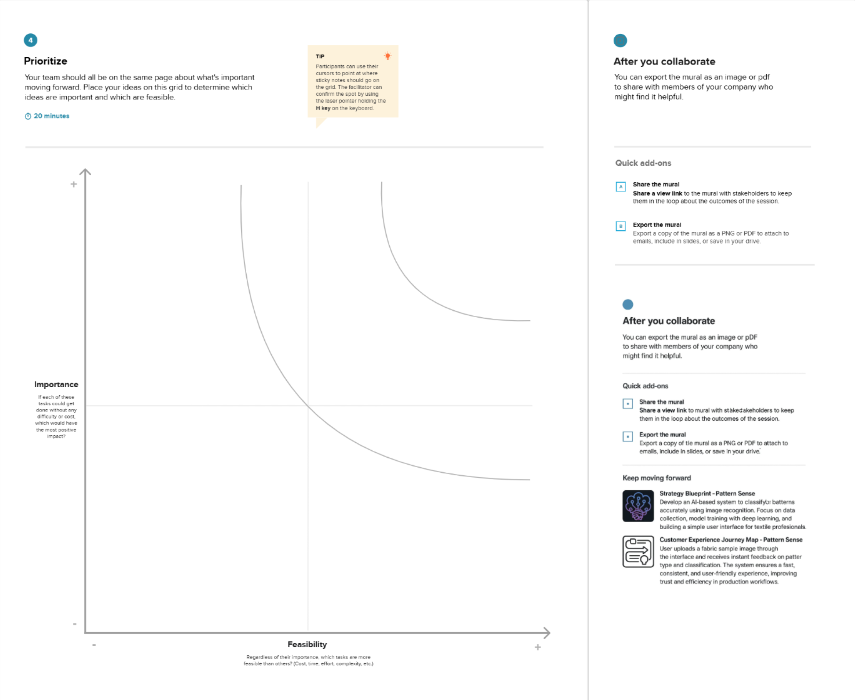 4
Prioritize
Your team should all be on the same page about what's important
moving forward. Place your ideas on this grid to determine which
ideas are important and which are feasible.
20 minutes
TIP
Participants can use their
cursors to point at where
sticky notes should go on
the grid. The facilitator can
confirm the spot by using
the laser pointer holding the
H key on the keyboard.
+
Importance
If each of these
tasks could get
done without any
difficulty or cost,
which would have
the most positive
impact?
-
-
Feasibility
+
Regardless of their importance, which tasks are more
feasible than others? (Cost, time, effort, complexity, etc.)
After you collaborate
You can export the mural as an image or pdf
to share with members of your company who
might find it helpful.
Quick add-ons
A
Share the mural
Share a view link to the mural with stakeholders to keep
them in the loop about the outcomes of the session.
B
Export the mural
Export a copy of the mural as a PNG or PDF to attach to
emails, include in slides, or save in your drive.
After you collaborate
You can export the mural as an image or pDF
to share with members of your company who
might find it helpful.
Quick add-ons
Share the mural
Share a view link to mural with stäkedakeholders to keep
them in the loop about the outcomes of the session.
Export the mural
Export a copy of tie mural as a PNG or PDF to attach to
emails, include in slides, or save in your drive.
Keep moving forward
Strategy Blueprint - Pattern Sense
Develop an AI-based system to batterns
accurately using image recognition. Focus on data
collection, model training with deep learning, and
building a simple user interface for textile profesionals.
Customer Experience Journey Map - Pattern Sense
User uploads a fabric sample image through
the interface and receives instant feedback on patter
type and classification. The system ensures a fast,
consistent, and user-friendly experience, improving
trust and efficiency in production workflows.